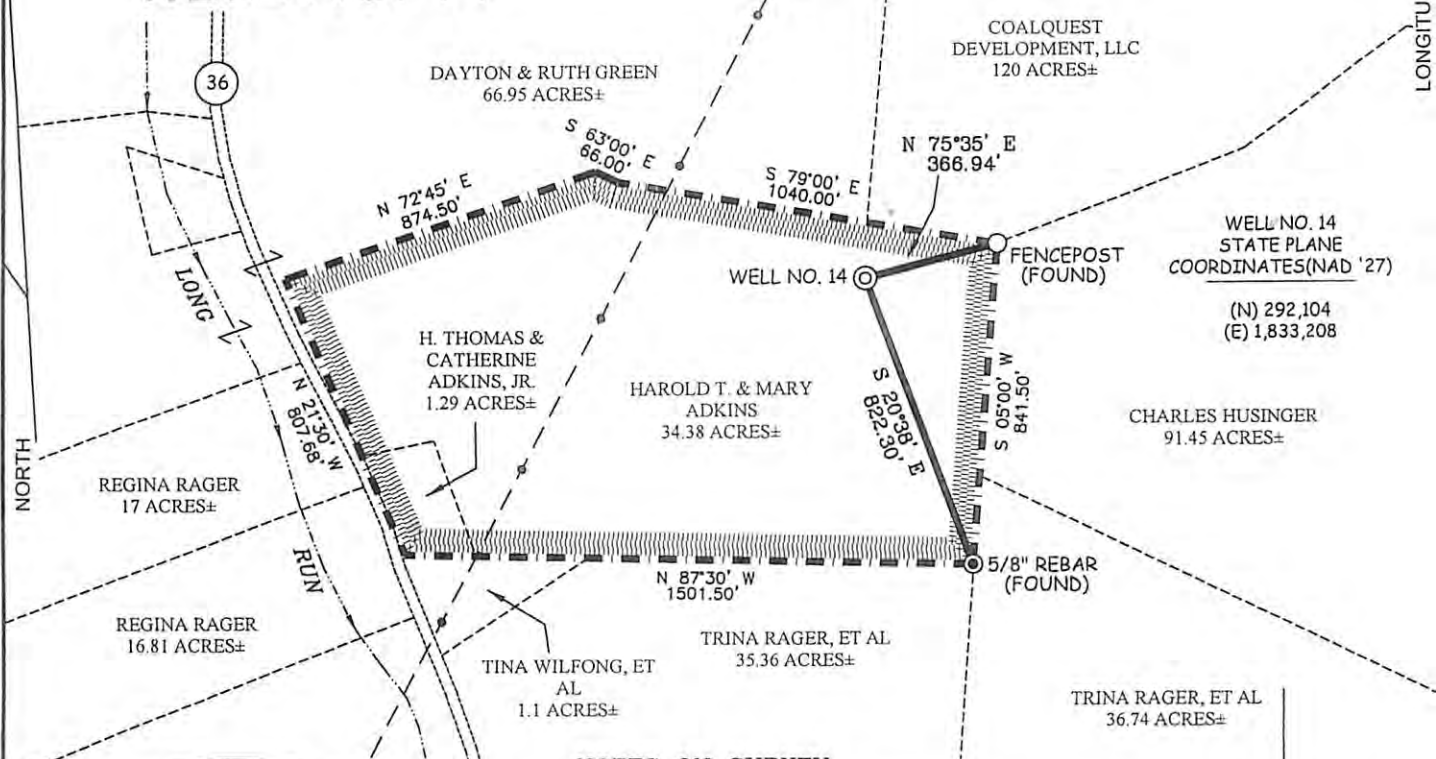 LONGITU
36
DAYTON & RUTH GREEN
66.95 ACRES±
COALQUEST
DEVELOPMENT, LLC
120 ACRES±
S 63°00' E
66.00'
N 75°35' E
366.94'
N 72°45' E
874.50'
S 79°00' E
1040.00'
WELL NO. 14
STATE PLANE
COORDINATES(NAD '27)
(N) 292,104
(E) 1,833,208
FENCEPOST
(FOUND)
WELL NO. 14
LONG
H. THOMAS &
CATHERINE
ADKINS, JR.
1.29 ACRES±
HAROLD T. & MARY
ADKINS
34.38 ACRES±
S 20°38' E
822.30'
S 05°00' W
841.50'
CHARLES HUSINGER
91.45 ACRES±
N 21°30' W
807.68'
NORTH
REGINA RAGER
17 ACRES±
RUN
5/8" REBAR
(FOUND)
N 87°30' W
1501.50'
REGINA RAGER
16.81 ACRES±
TINA WILFONG, ET
AL
1.1 ACRES±
TRINA RAGER, ET AL
35.36 ACRES±
TRINA RAGER, ET AL
36.74 ACRES±